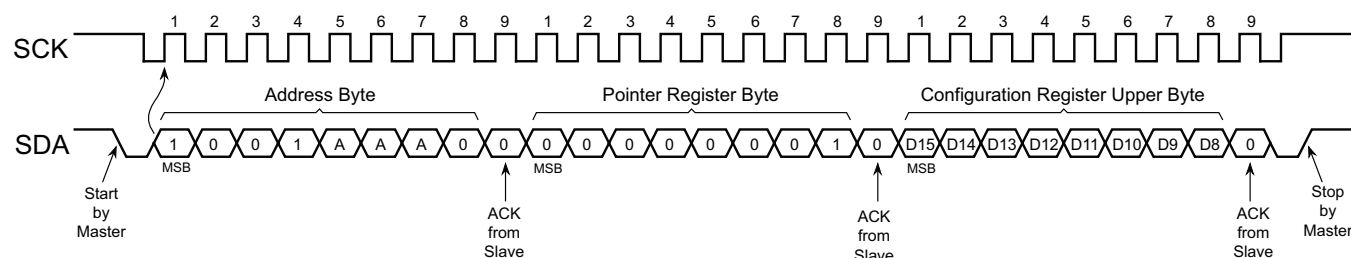 1 2 3 4 5 6 7 8 9 1 2 3 4 5 6 7 8 9 1 2 3 4 5 6 7 8 9
SCK
Address Byte Pointer Register Byte Configuration Register Upper Byte
SDA 1 0 0 1 A A A 0 0 0 0 0 0 0 0 0 1 0 D15 D14 D13 D12 D11 D10 D9 D8 0
MSB MSB MSB
Start
by
Master
ACK
from
Slave
ACK
from
Slave
ACK
from
Slave
Stop
by
Master